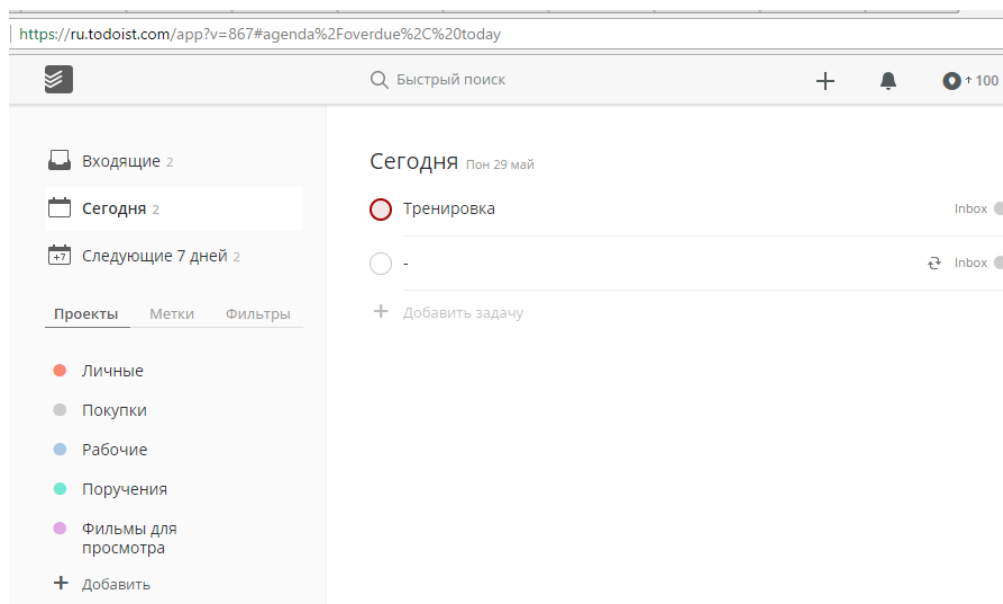 https://ru.todoist.com/app?v=867#agenda%2Foverdue%2C%20today
Быстрый поиск
100
Входящие 2
Сегодня 2
+7 Следующие 7 дней 2
Проекты Метки Фильтры
Личные
Покупки
Рабочие
Поручения
Фильмы для
просмотра
+ Добавить
Сегодня Пон 29 май
Тренировка Inbox
- Inbox
+ Добавить задачу